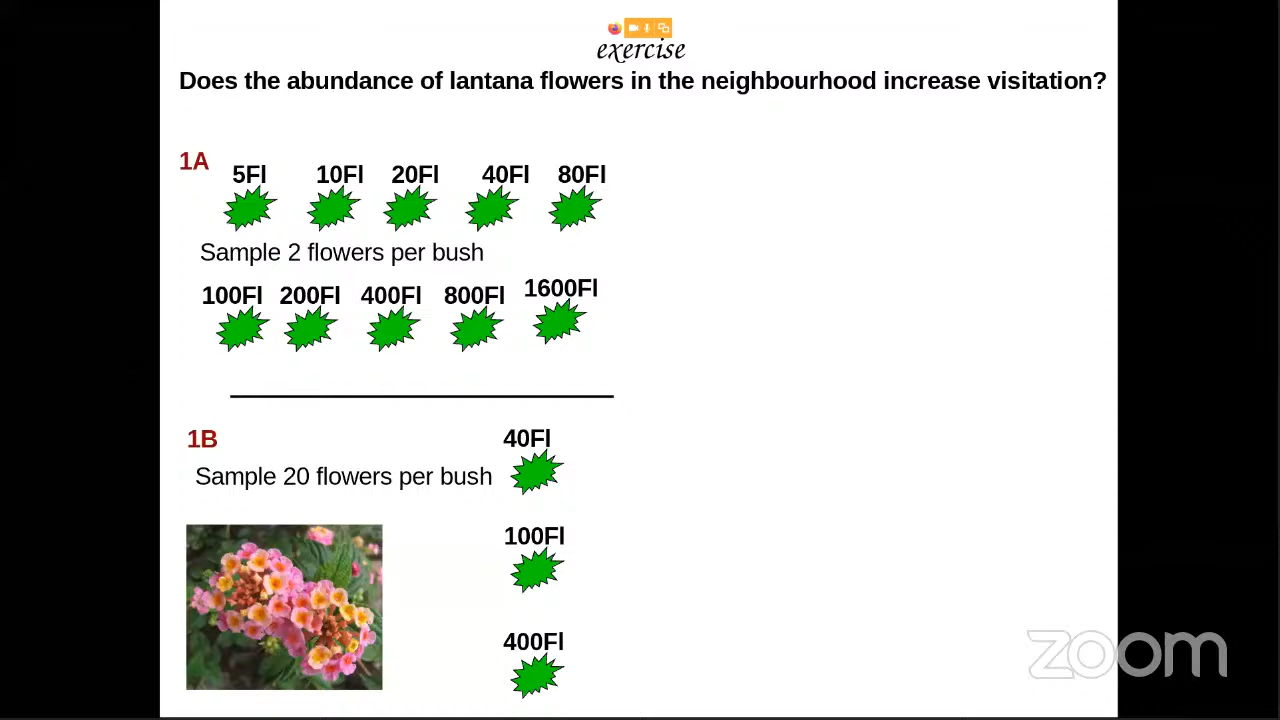 exercise
Does the abundance of lantana flowers in the neighbourhood increase visitation?
1A
5Fl 10Fl 20Fl 40Fl 80Fl
Sample 2 flowers per bush
100Fl 200Fl 400Fl 800Fl 1600Fl
1B
40Fl
Sample 20 flowers per bush
100Fl
400Fl
zoom